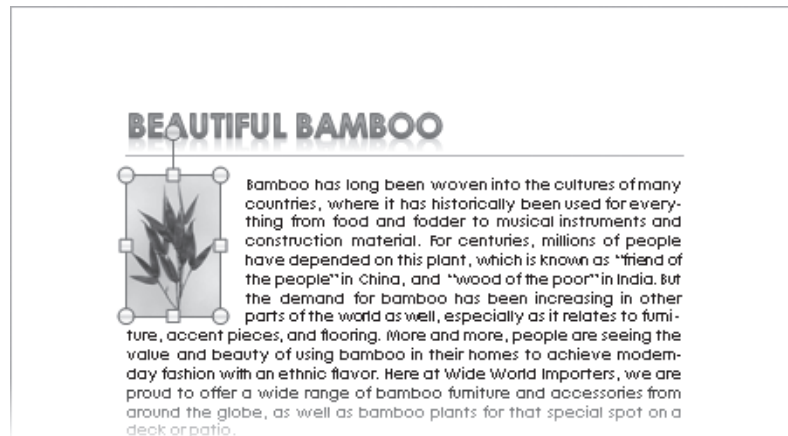 BEAUTIFUL BAMBOO
Bamboo has long been woven into the cultures of many
countries, where it has historically been used for every-
thing from food and fodder to musical instruments and
construction material. For centuries, millions of people
have depended on this plant, which is known as “friend of
the people” in China, and “wood of the poor” in India. But
the demand for bamboo has been increasing in other
parts of the world as well, especially as it relates to furni-
ture, accent pieces, and flooring. More and more, people are seeing the
value and beauty of using bamboo in their homes to achieve modern-
day fashion with an ethnic flavor. Here at Wide World Importers, we are
proud to offer a wide range of bamboo furniture and accessories from
around the globe, as well as bamboo plants for that special spot on a
deck or patio.